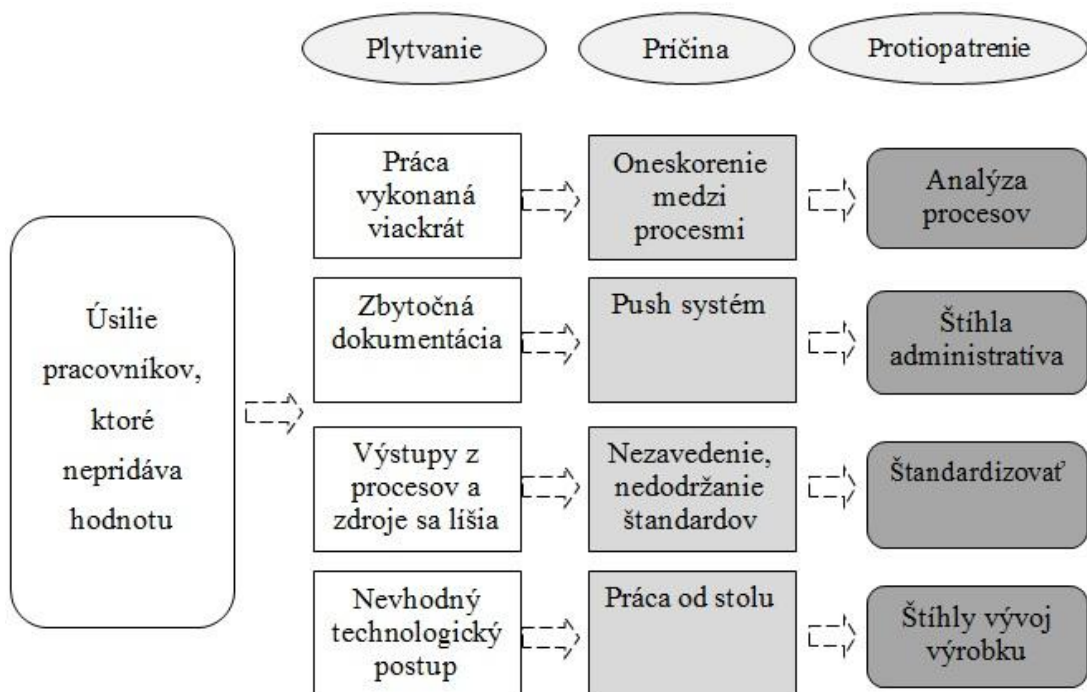 Plytvanie
Príčina
Protiopatrenie
Úsilie
pracovníkov,
ktoré
nepridáva
hodnotu
Práca
vykonaná
viackrát
Oneskorenie
medzi
procesmi
Analýza
procesov
Zbytočná
dokumentácia
Push systém
Štíhla
administratíva
Výstupy z
procesov a
zdroje sa líšia
Nezavedenie,
nedodržanie
štandardov
Štandardizovať
Nevhodný
technologický
postup
Práca od stolu
Štíhly vývoj
výrobku